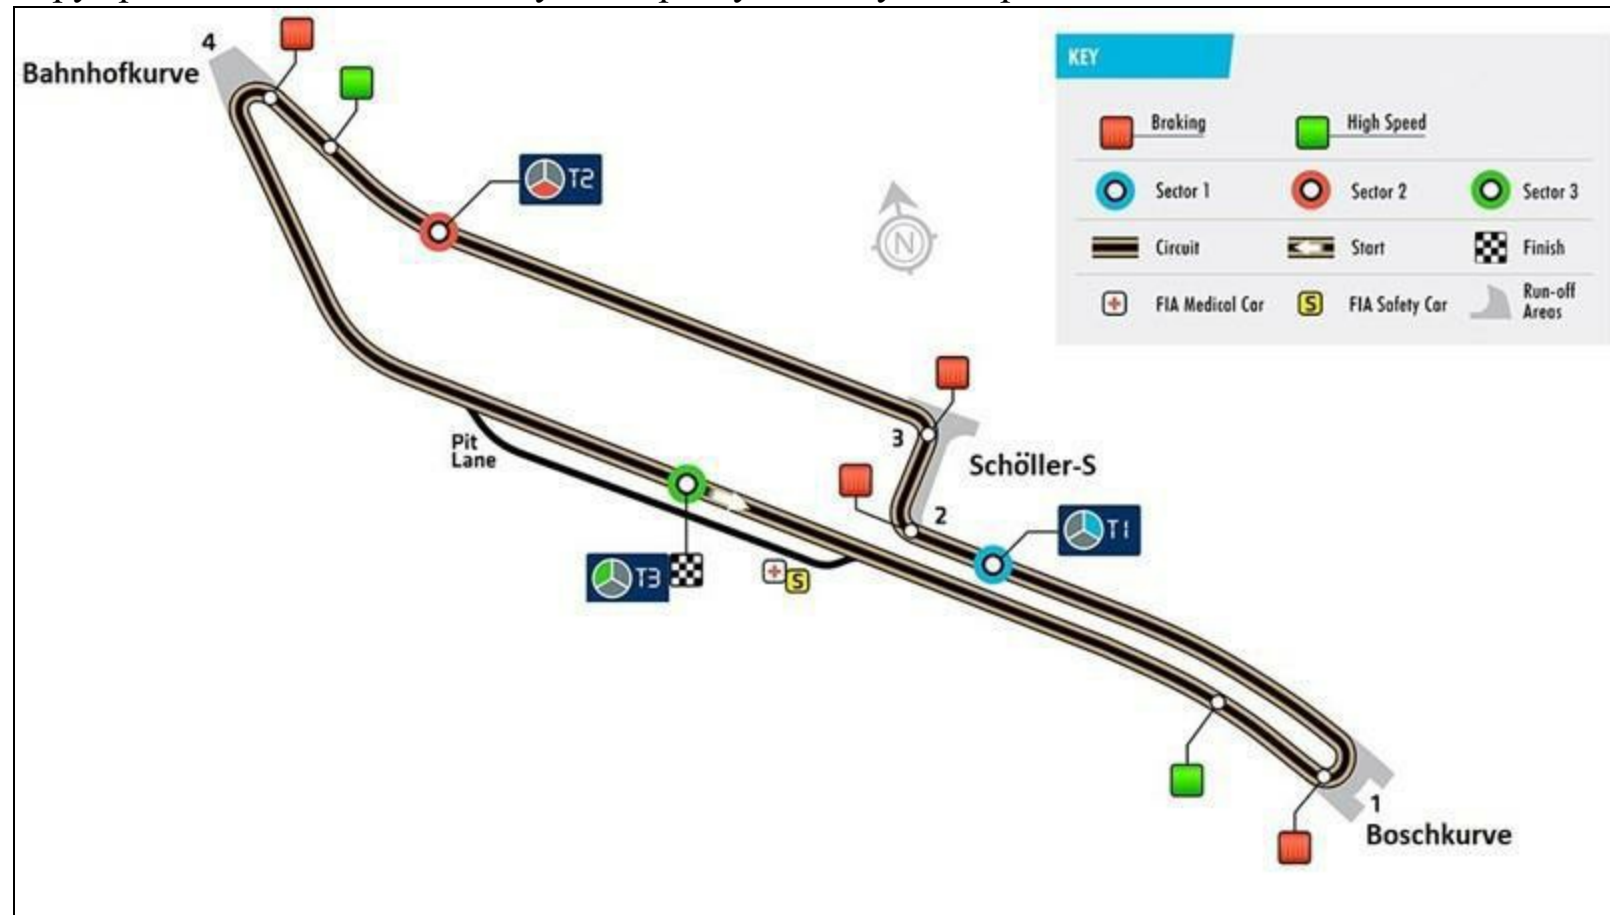 4
Bahnhofkurve
T2
N
KEY
Braking
High Speed
Sector 1
Sector 2
Sector 3
Circuit
Start
Finish
FIA Medical Car
S
FIA Safety Car
Run-off
Areas
3
Schöller-S
Pit
Lane
2
T1
T3
S
1
Boschkurve